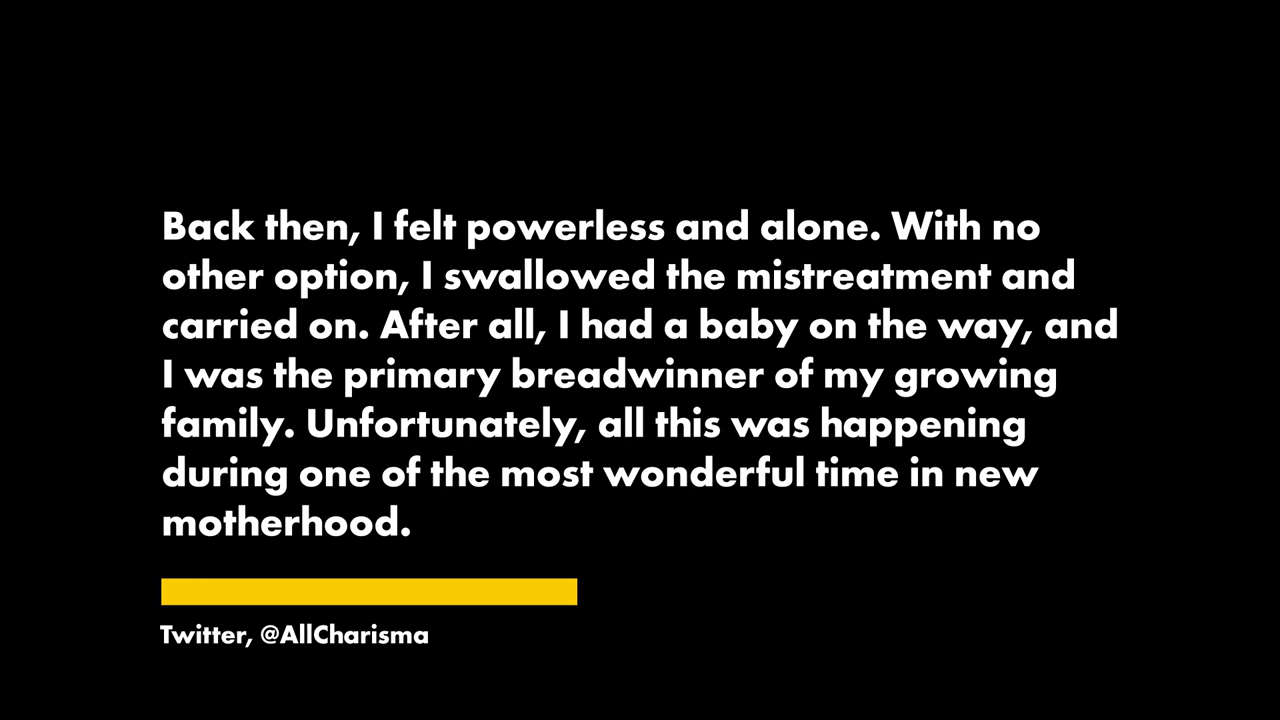 Back then, I felt powerless and alone. With no
other option, I swallowed the mistreatment and
carried on. After all, I had a baby on the way, and
I was the primary breadwinner of my growing
family. Unfortunately, all this was happening
during one of the most wonderful time in new
motherhood.
Twitter, @AllCharisma